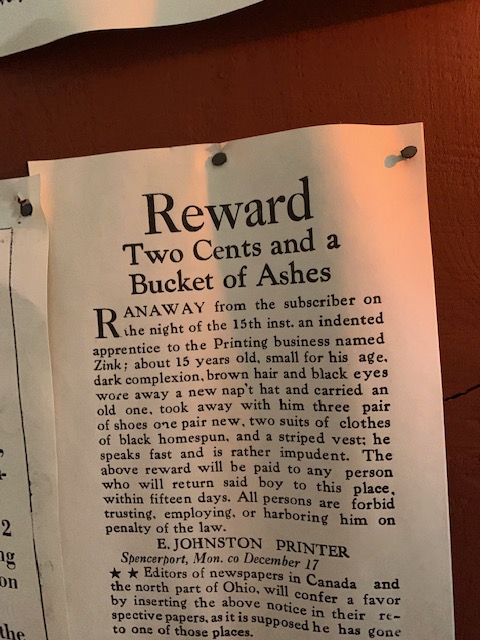 Reward
Two Cents and a
Bucket of Ashes
RANAWAY from the subscriber on
the night of the 15th inst. an indented
apprentice to the Printing business named
Zink; about 15 years old, small for his age,
dark complexion, brown hair and black eyes
wore away a new nap't hat and carried an
old one, took away with him three pair
of shoes one pair new, two suits of clothes
of black homespun, and a striped vest; he
speaks fast and is rather impudent. The
above reward will be paid to any person
who will return said boy to this place,
within fifteen days. All persons are forbid
trusting, employing, or harboring him on
penalty of the law.
E. JOHNSTON PRINTER
Spencerport, Mon. co December 17
★ ★ Editors of newspapers in Canada and
the north part of Ohio, will confer a favor
by inserting the above notice in their re-
spective papers, as it is supposed he has gone
to one of those places.
2
ng
on
the